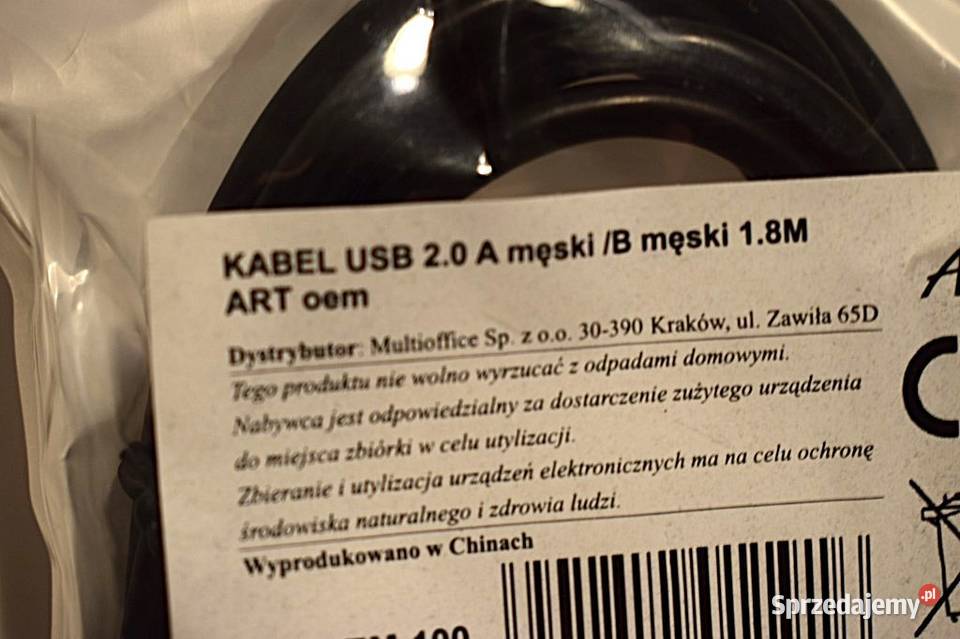 KABEL USB 2.0 A męski /B męski 1.8M
ART oem
Dystrybutor: Multioffice Sp. z o.o. 30-390 Kraków, ul. Zawiła 65D
Tego produktu nie wolno wyrzucać z odpadami domowymi.
Nabywca jest odpowiedzialny za dostarczenie zużytego urządzenia
do miejsca zbiórki w celu utylizacji.
Zbieranie i utylizacja urządzeń elektronicznych ma na celu ochronę
środowiska naturalnego i zdrowia ludzi.
Wyprodukowano w Chinach
Sprzedajemy.pl